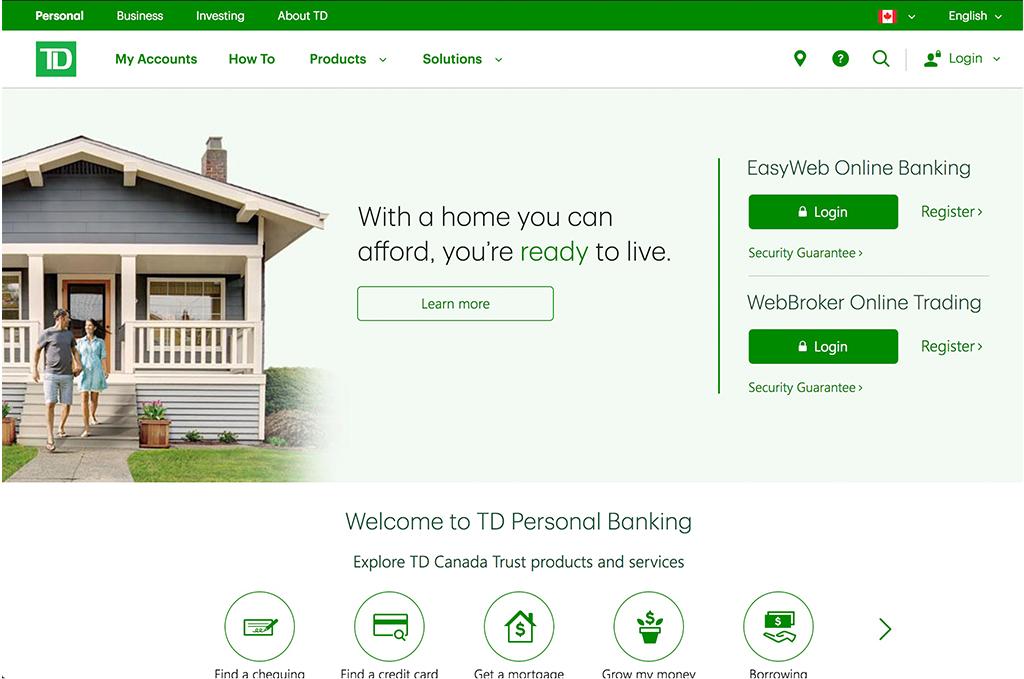 Personal Business Investing About TD English
TD My Accounts How To Products Solutions ? Login
With a home you can
afford, you're ready to live.
Learn more
EasyWeb Online Banking
Login Register ›
Security Guarantee ›
WebBroker Online Trading
Login Register ›
Security Guarantee ›
Welcome to TD Personal Banking
Explore TD Canada Trust products and services
Find a chequing Find a credit card Get a mortgage Grow my money Borrowing